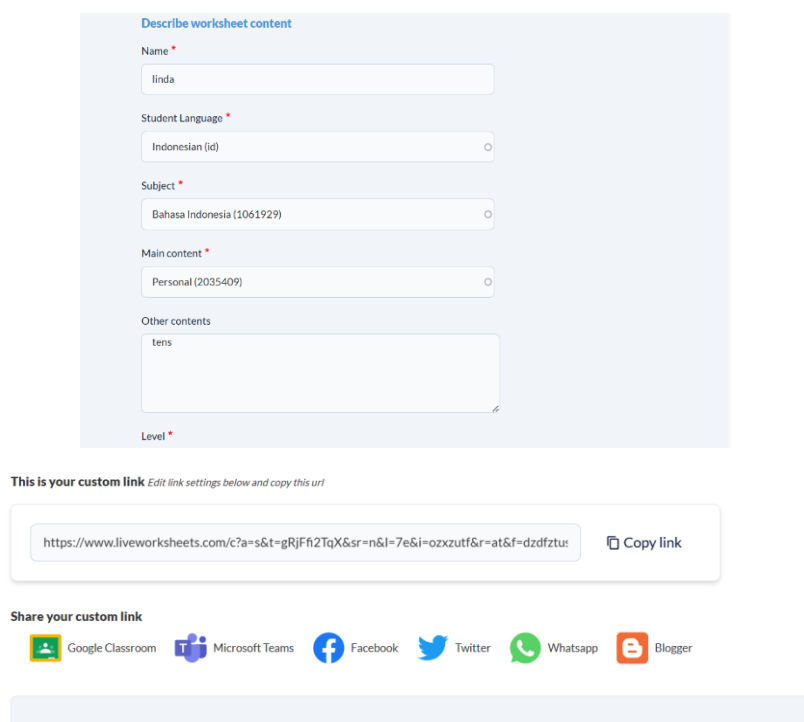 Describe worksheet content
Name *
linda
Student Language *
Indonesian (id)
Subject *
Bahasa Indonesia (1061929)
Main content *
Personal (2035409)
Other contents
tens
Level *
This is your custom link Edit link settings below and copy this url
https://www.liveworksheets.com/c?a=s&t=gRjFfi2TqX&sr=n&l=7e&i=ozxzutf&r=at&f=dzdfztus
Copy link
Share your custom link
Google Classroom Microsoft Teams Facebook Twitter Whatsapp Blogger